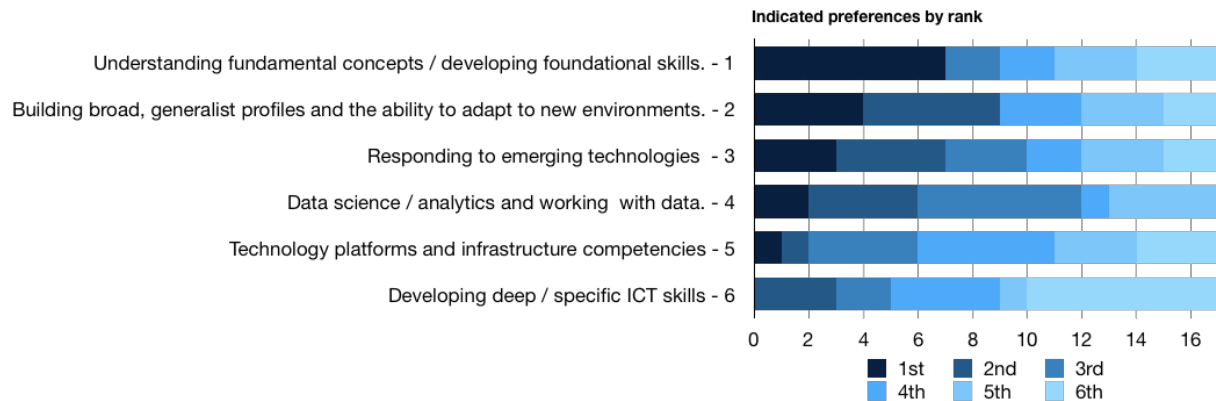 Indicated preferences by rank
Understanding fundamental concepts / developing foundational skills. - 1
Building broad, generalist profiles and the ability to adapt to new environments. - 2
Responding to emerging technologies  - 3
Data science / analytics and working  with data. - 4
Technology platforms and infrastructure competencies - 5
Developing deep / specific ICT skills - 6
0 2 4 6 8 10 12 14 16
1st 2nd 3rd
4th 5th 6th